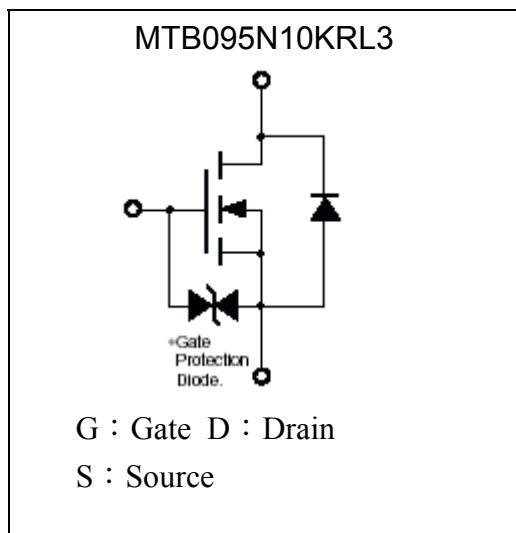 MTB095N10KRL3
*Gate
Protection
Diode.
G：Gate D：Drain
S：Source